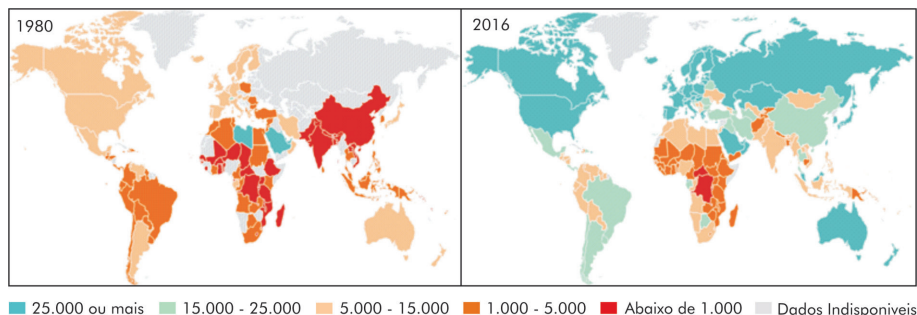 1980
2016
25.000 ou mais
15.000 - 25.000
5.000 - 15.000
1.000 - 5.000
Abaixo de 1.000
Dados Indisponiveis